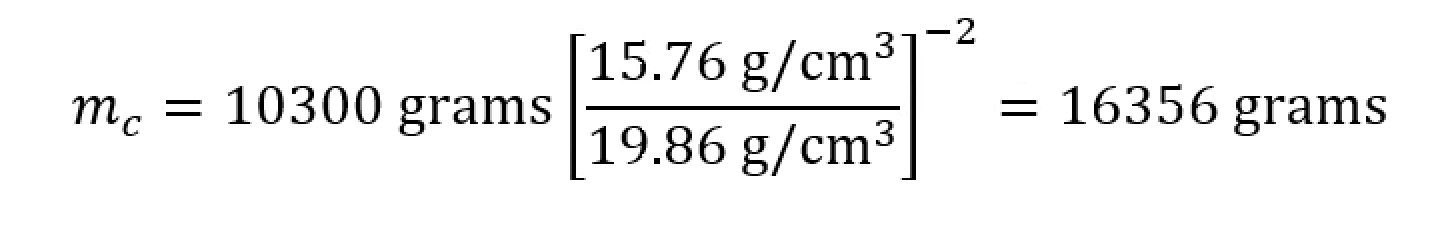 m_c = 10300 grams [15.76 g/cm³ / 19.86 g/cm³]⁻² = 16356 grams